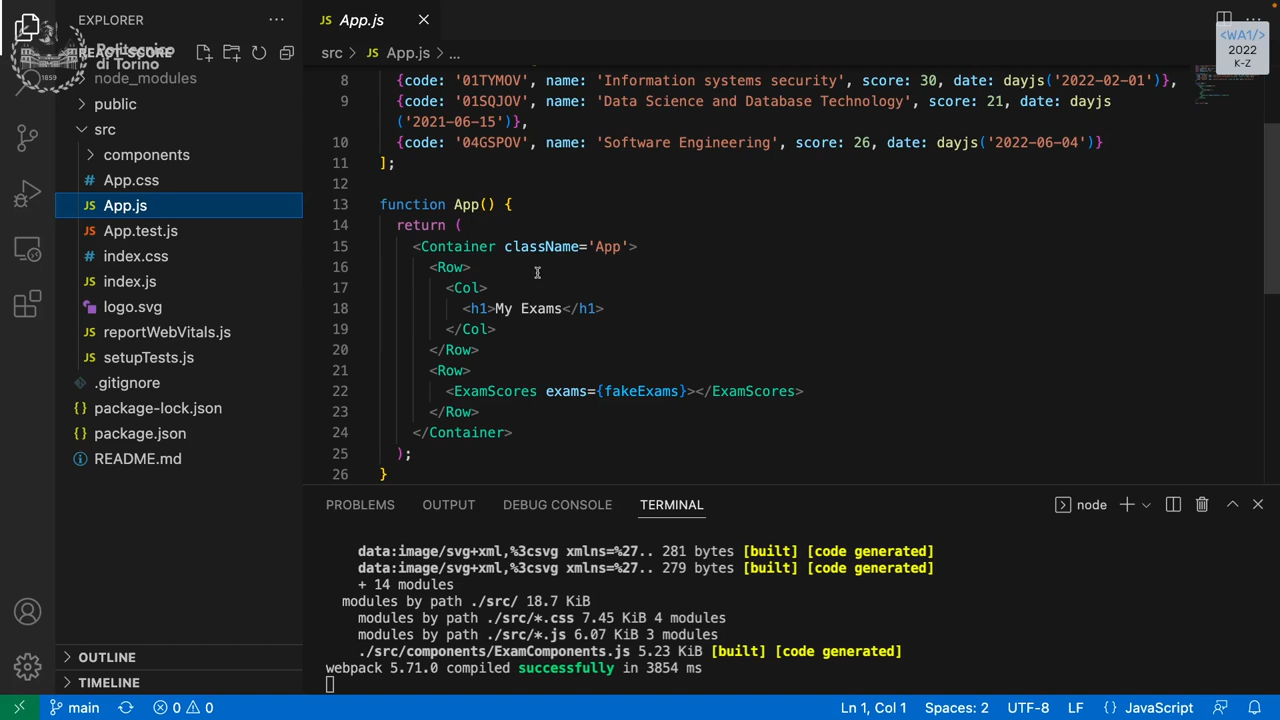 EXPLORER
REACT-SCORE
Politecnico
di Torino
1859
node_modules
public
src
components
# App.css
JS App.js
JS App.test.js
# index.css
JS index.js
logo.svg
JS reportWebVitals.js
JS setupTests.js
.gitignore
{} package-lock.json
{} package.json
README.md
OUTLINE
TIMELINE
JS App.js
src > JS App.js > ...
<WA1/>
2022
K-Z
8 {code: '01TYMOV', name: 'Information systems security', score: 30, date: dayjs('2022-02-01')},
9 {code: '01SQJOV', name: 'Data Science and Database Technology', score: 21, date: dayjs
('2021-06-15')},
10 {code: '04GSPOV', name: 'Software Engineering', score: 26, date: dayjs('2022-06-04')}
11 ];
12
13 function App() {
14 return (
15 <Container className='App'>
16 <Row>
17 <Col>
18 <h1>My Exams</h1>
19 </Col>
20 </Row>
21 <Row>
22 <ExamScores exams={fakeExams}></ExamScores>
23 </Row>
24 </Container>
25 );
26 }
PROBLEMS OUTPUT DEBUG CONSOLE TERMINAL
node
data:image/svg+xml,%3csvg xmlns=%27.. 281 bytes [built] [code generated]
data:image/svg+xml,%3csvg xmlns=%27.. 279 bytes [built] [code generated]
+ 14 modules
modules by path ./src/ 18.7 KiB
modules by path ./src/*.css 7.45 KiB 4 modules
modules by path ./src/*.js 6.07 KiB 3 modules
./src/components/ExamComponents.js 5.23 KiB [built] [code generated]
webpack 5.71.0 compiled successfully in 3854 ms
main 0 0 Ln 1, Col 1 Spaces: 2 UTF-8 LF {} JavaScript